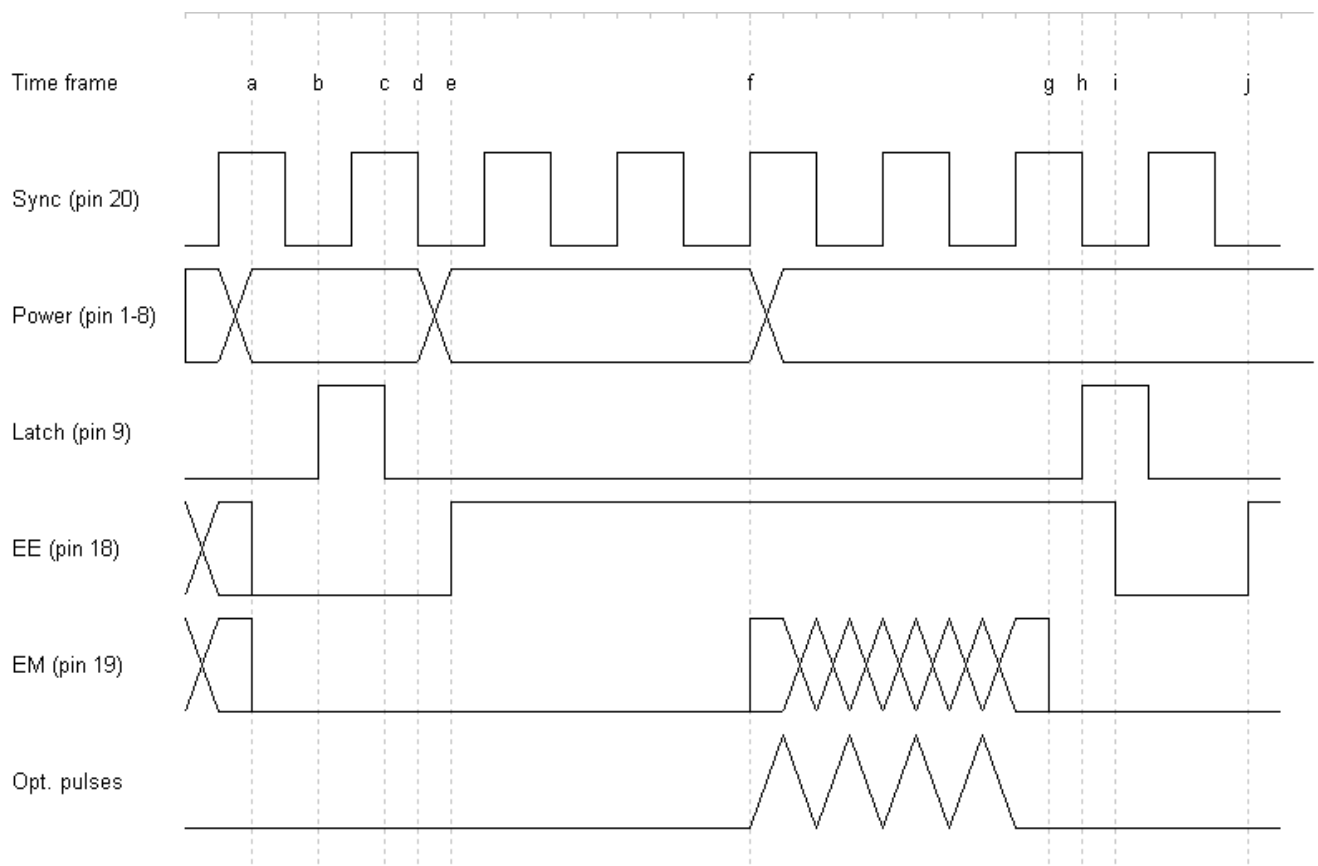 Time frame a b c d e f g h i j
Sync (pin 20)
Power (pin 1-8)
Latch (pin 9)
EE (pin 18)
EM (pin 19)
Opt. pulses